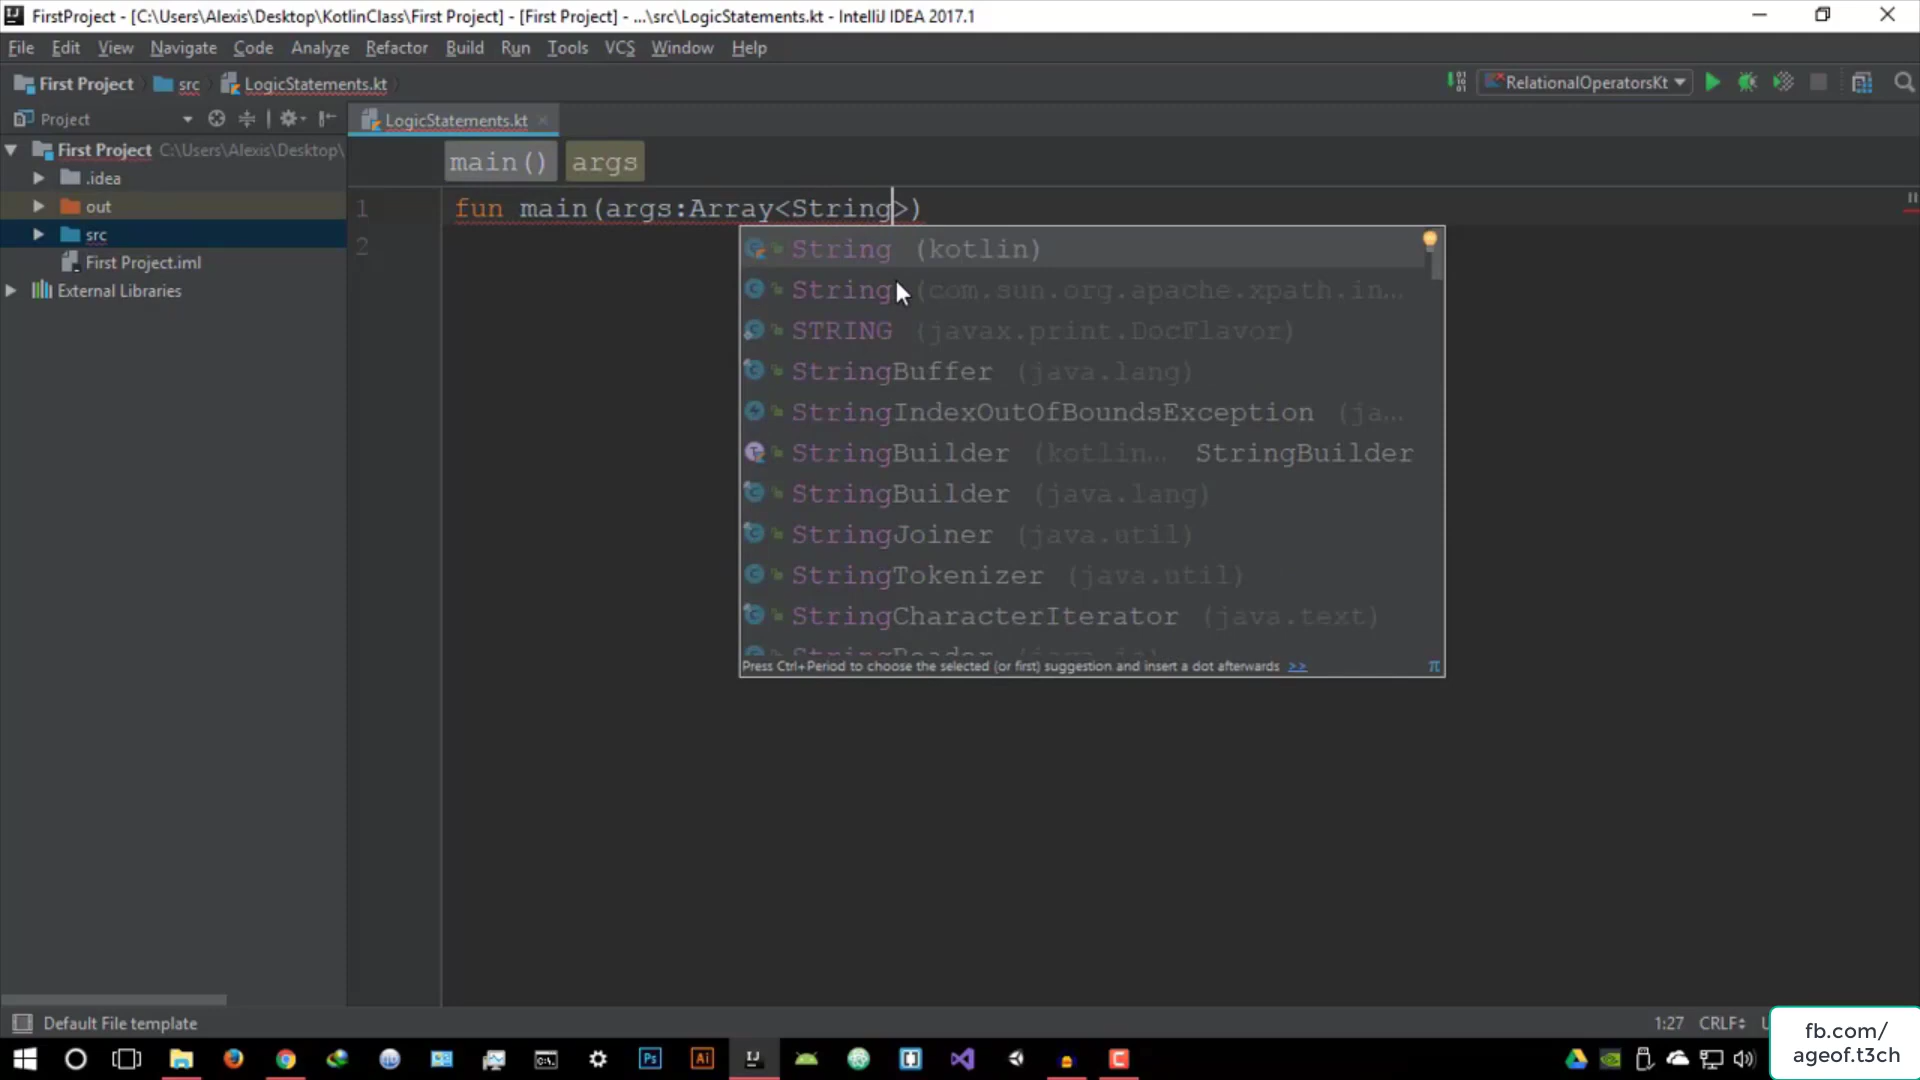 FirstProject - [C:\Users\Alexis\Desktop\KotlinClass\First Project] - [First Project] - ...\src\LogicStatements.kt - IntelliJ IDEA 2017.1
File Edit View Navigate Code Analyze Refactor Build Run Tools VCS Window Help
First Project src LogicStatements.kt RelationalOperatorsKt
Project LogicStatements.kt
First Project C:\Users\Alexis\Desktop\
.idea
out
src
First Project.iml
External Libraries
main() args
1 fun main(args:Array<String>)
2
String (kotlin)
String (com.sun.org.apache.xpath.in...
STRING (javax.print.DocFlavor)
StringBuffer (java.lang)
StringIndexOutOfBoundsException (ja...
StringBuilder (kotlin... StringBuilder
StringBuilder (java.lang)
StringJoiner (java.util)
StringTokenizer (java.util)
StringCharacterIterator (java.text)
Press Ctrl+Period to choose the selected (or first) suggestion and insert a dot afterwards >>
Default File template 1:27 CRLF
fb.com/
ageof.t3ch